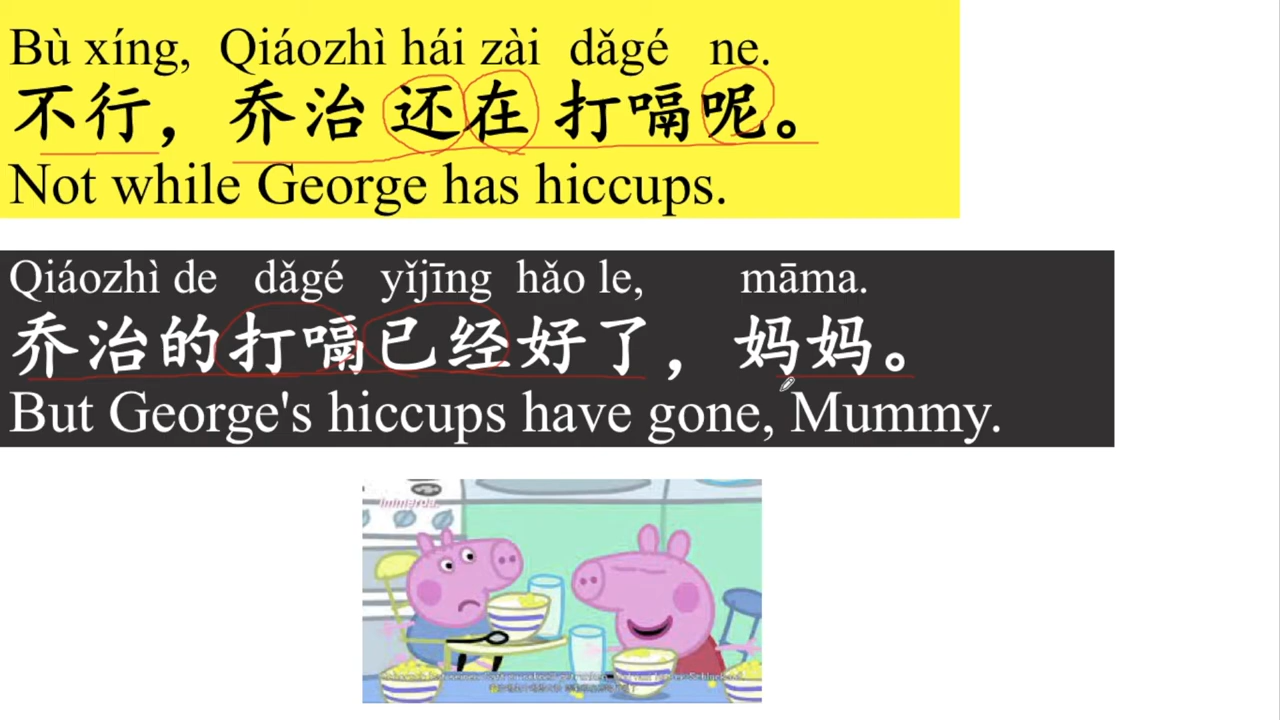 Bù xíng, Qiáozhì hái zài dǎgé ne.
不行，乔治还在打嗝呢。
Not while George has hiccups.
Qiáozhì de dǎgé yǐjīng hǎo le, māma.
乔治的打嗝已经好了，妈妈。
But George's hiccups have gone, Mummy.